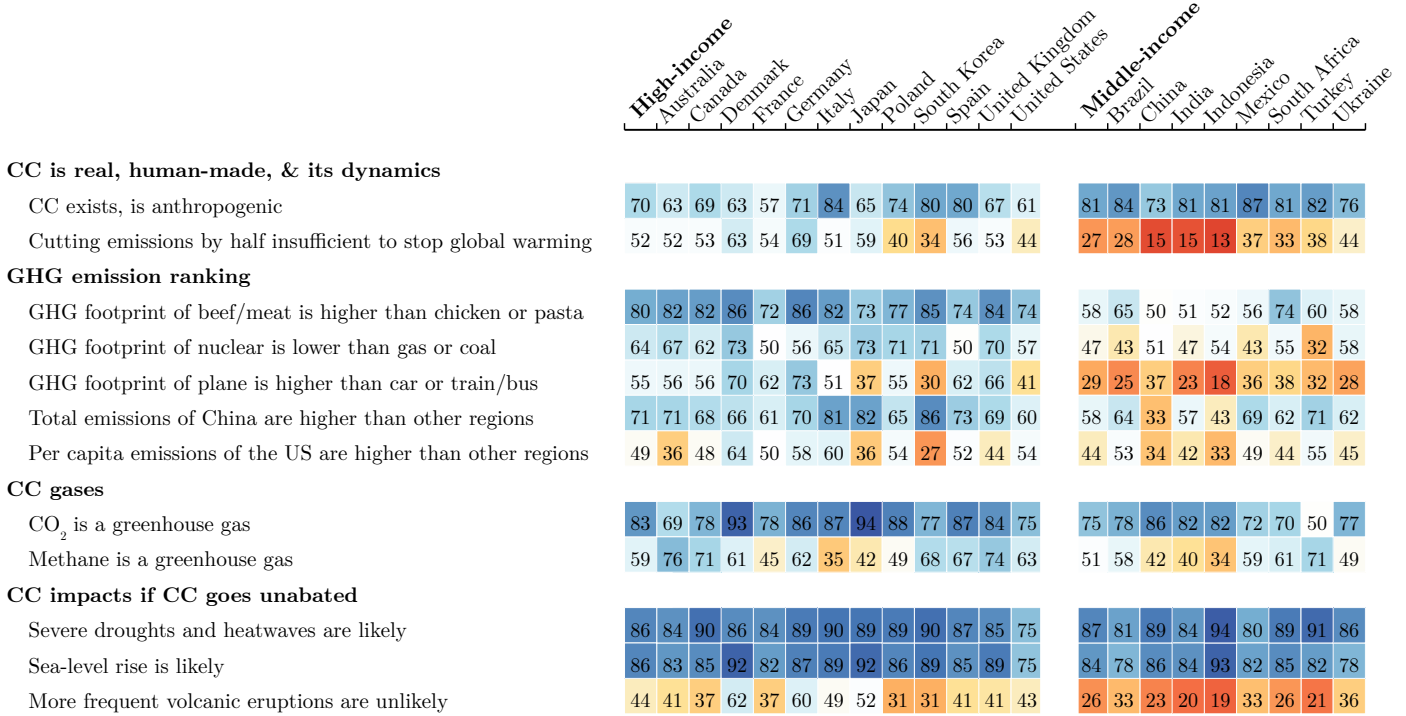 High-income Australia Canada Denmark France Germany Italy Japan Poland South Korea Spain United Kingdom United States Middle-income Brazil China India Indonesia Mexico South Africa Turkey Ukraine
CC is real, human-made, & its dynamics
CC exists, is anthropogenic 70 63 69 63 57 71 84 65 74 80 80 67 61 81 84 73 81 81 87 81 82 76
Cutting emissions by half insufficient to stop global warming 52 52 53 63 54 69 51 59 40 34 56 53 44 27 28 15 15 13 37 33 38 44
GHG emission ranking
GHG footprint of beef/meat is higher than chicken or pasta 80 82 82 86 72 86 82 73 77 85 74 84 74 58 65 50 51 52 56 74 60 58
GHG footprint of nuclear is lower than gas or coal 64 67 62 73 50 56 65 73 71 71 50 70 57 47 43 51 47 54 43 55 32 58
GHG footprint of plane is higher than car or train/bus 55 56 56 70 62 73 51 37 55 30 62 66 41 29 25 37 23 18 36 38 32 28
Total emissions of China are higher than other regions 71 71 68 66 61 70 81 82 65 86 73 69 60 58 64 33 57 43 69 62 71 62
Per capita emissions of the US are higher than other regions 49 36 48 64 50 58 60 36 54 27 52 44 54 44 53 34 42 33 49 44 55 45
CC gases
CO₂ is a greenhouse gas 83 69 78 93 78 86 87 94 88 77 87 84 75 75 78 86 82 82 72 70 50 77
Methane is a greenhouse gas 59 76 71 61 45 62 35 42 49 68 67 74 63 51 58 42 40 34 59 61 71 49
CC impacts if CC goes unabated
Severe droughts and heatwaves are likely 86 84 90 86 84 89 90 89 89 90 87 85 75 87 81 89 84 94 80 89 91 86
Sea-level rise is likely 86 83 85 92 82 87 89 92 86 89 85 89 75 84 78 86 84 93 82 85 82 78
More frequent volcanic eruptions are unlikely 44 41 37 62 37 60 49 52 31 31 41 41 43 26 33 23 20 19 33 26 21 36